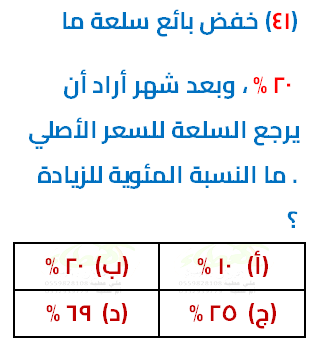 (٤١) خفض بائع سلعة ما
٢٠ % ، وبعد شهر أراد أن
يرجع السلعة للسعر الأصلي
. ما النسبة المئوية للزيادة
؟
(أ) ١٠ % (ب) ٢٠ %
(ج) ٢٥ % (د) ٦٩ %